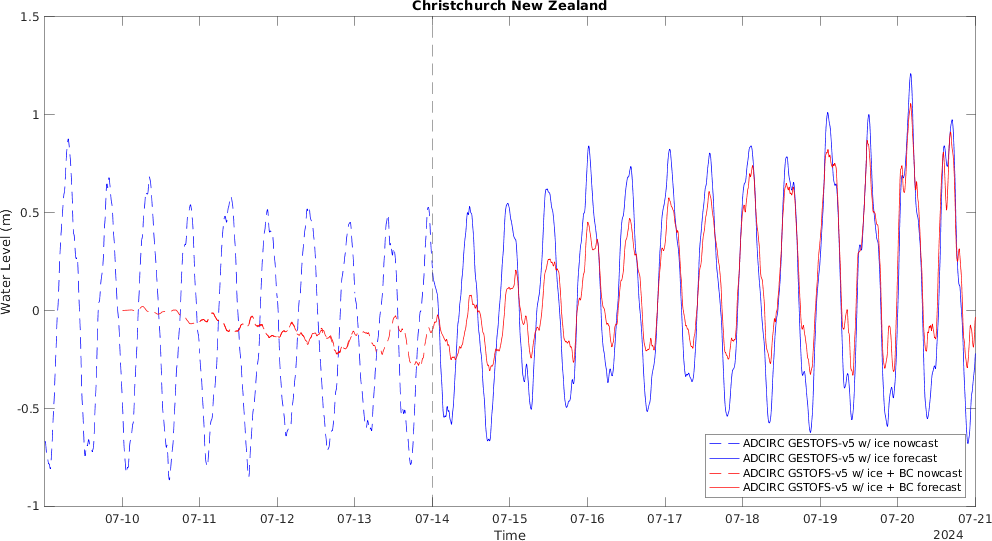 Christchurch New Zealand
1.5
1
0.5
0
-0.5
-1
Water Level (m)
ADCIRC GESTOFS-v5 w/ ice nowcast
ADCIRC GESTOFS-v5 w/ ice forecast
ADCIRC GSTOFS-v5 w/ ice + BC nowcast
ADCIRC GSTOFS-v5 w/ ice + BC forecast
07-10 07-11 07-12 07-13 07-14 07-15 07-16 07-17 07-18 07-19 07-20 07-21
Time
2024